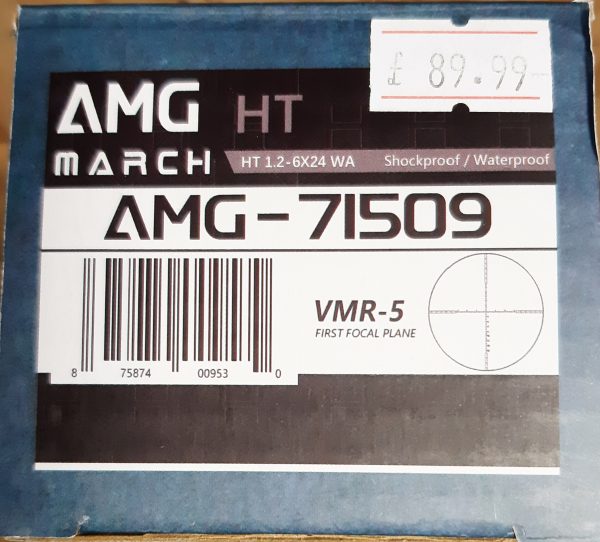 £ 89.99
AMG HT
MARCH HT 1.2-6X24 WA Shockproof / Waterproof
AMG-71509
VMR-5
FIRST FOCAL PLANE
8 75874 00953 0